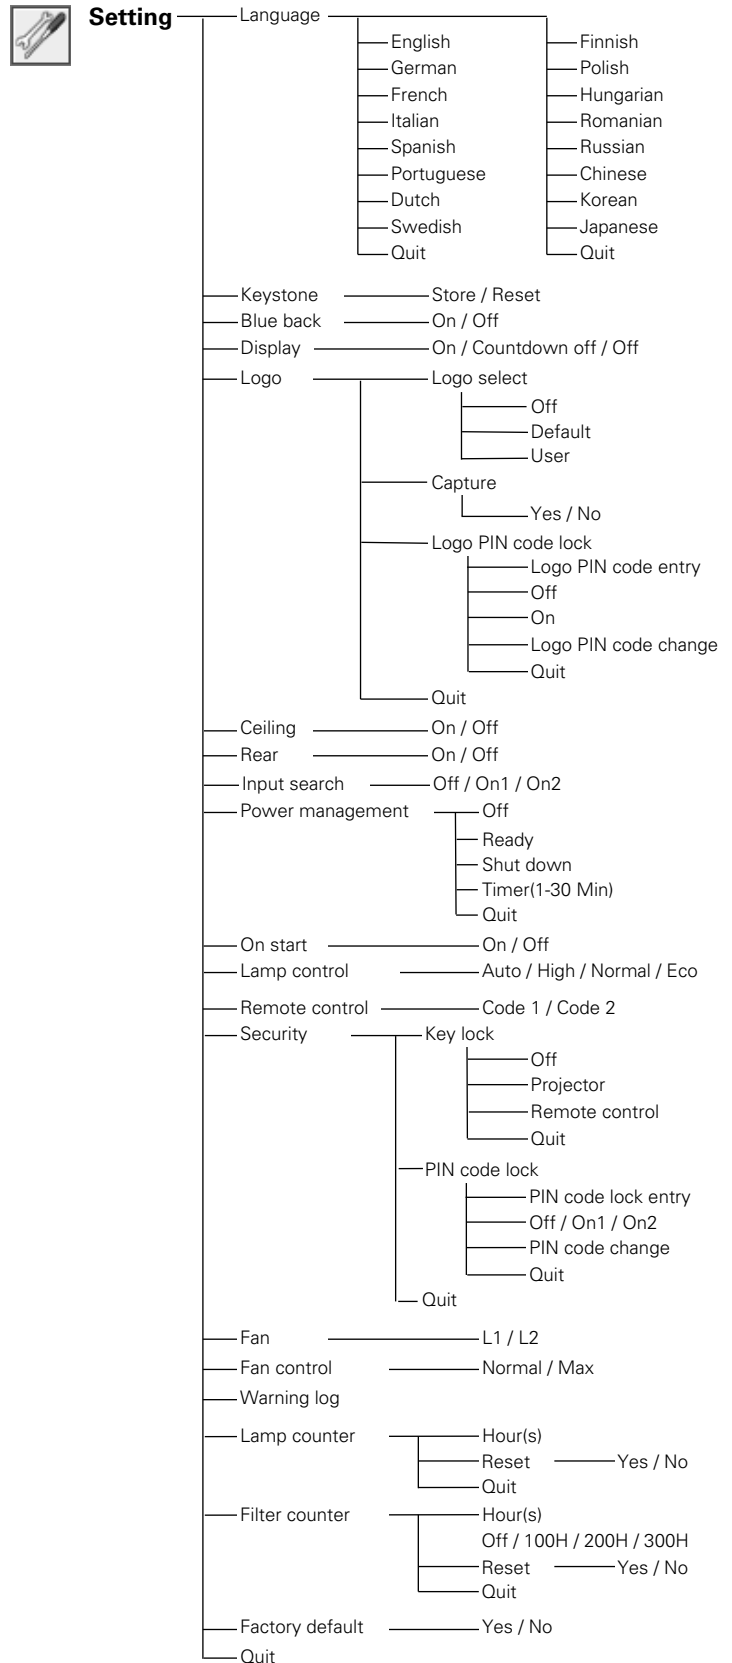 Setting Language
English Finnish
German Polish
French Hungarian
Italian Romanian
Spanish Russian
Portuguese Chinese
Dutch Korean
Swedish Japanese
Quit Quit
Keystone Store / Reset
Blue back On / Off
Display On / Countdown off / Off
Logo Logo select
Off
Default
User
Capture
Yes / No
Logo PIN code lock
Logo PIN code entry
Off
On
Logo PIN code change
Quit
Quit
Ceiling On / Off
Rear On / Off
Input search Off / On1 / On2
Power management Off
Ready
Shut down
Timer(1-30 Min)
Quit
On start On / Off
Lamp control Auto / High / Normal / Eco
Remote control Code 1 / Code 2
Security Key lock
Off
Projector
Remote control
Quit
PIN code lock
PIN code lock entry
Off / On1 / On2
PIN code change
Quit
Quit
Fan L1 / L2
Fan control Normal / Max
Warning log
Lamp counter Hour(s)
Reset Yes / No
Quit
Filter counter Hour(s)
Off / 100H / 200H / 300H
Reset Yes / No
Quit
Factory default Yes / No
Quit